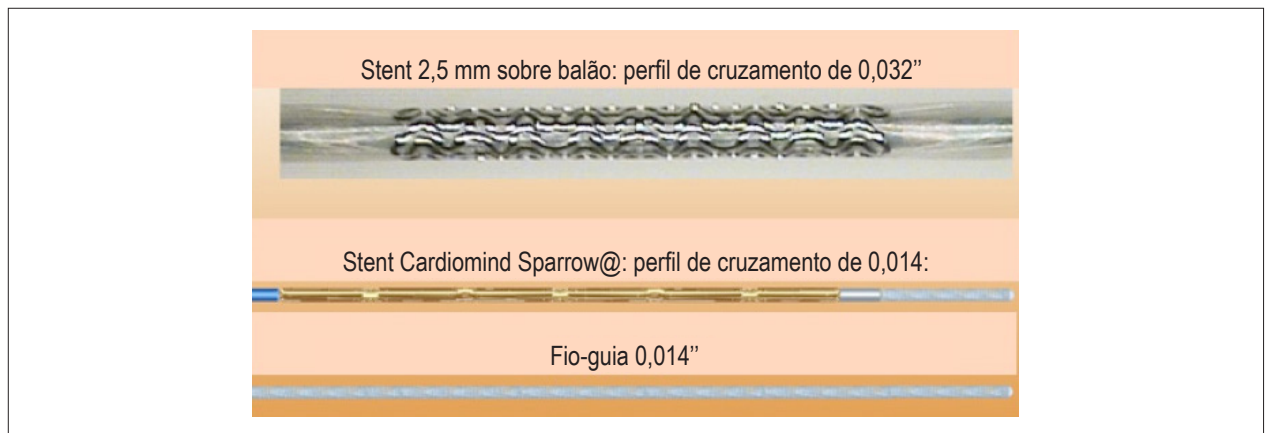 Stent 2,5 mm sobre balão: perfil de cruzamento de 0,032’’
Stent Cardiomind Sparrow@: perfil de cruzamento de 0,014:
Fio-guia 0,014’’